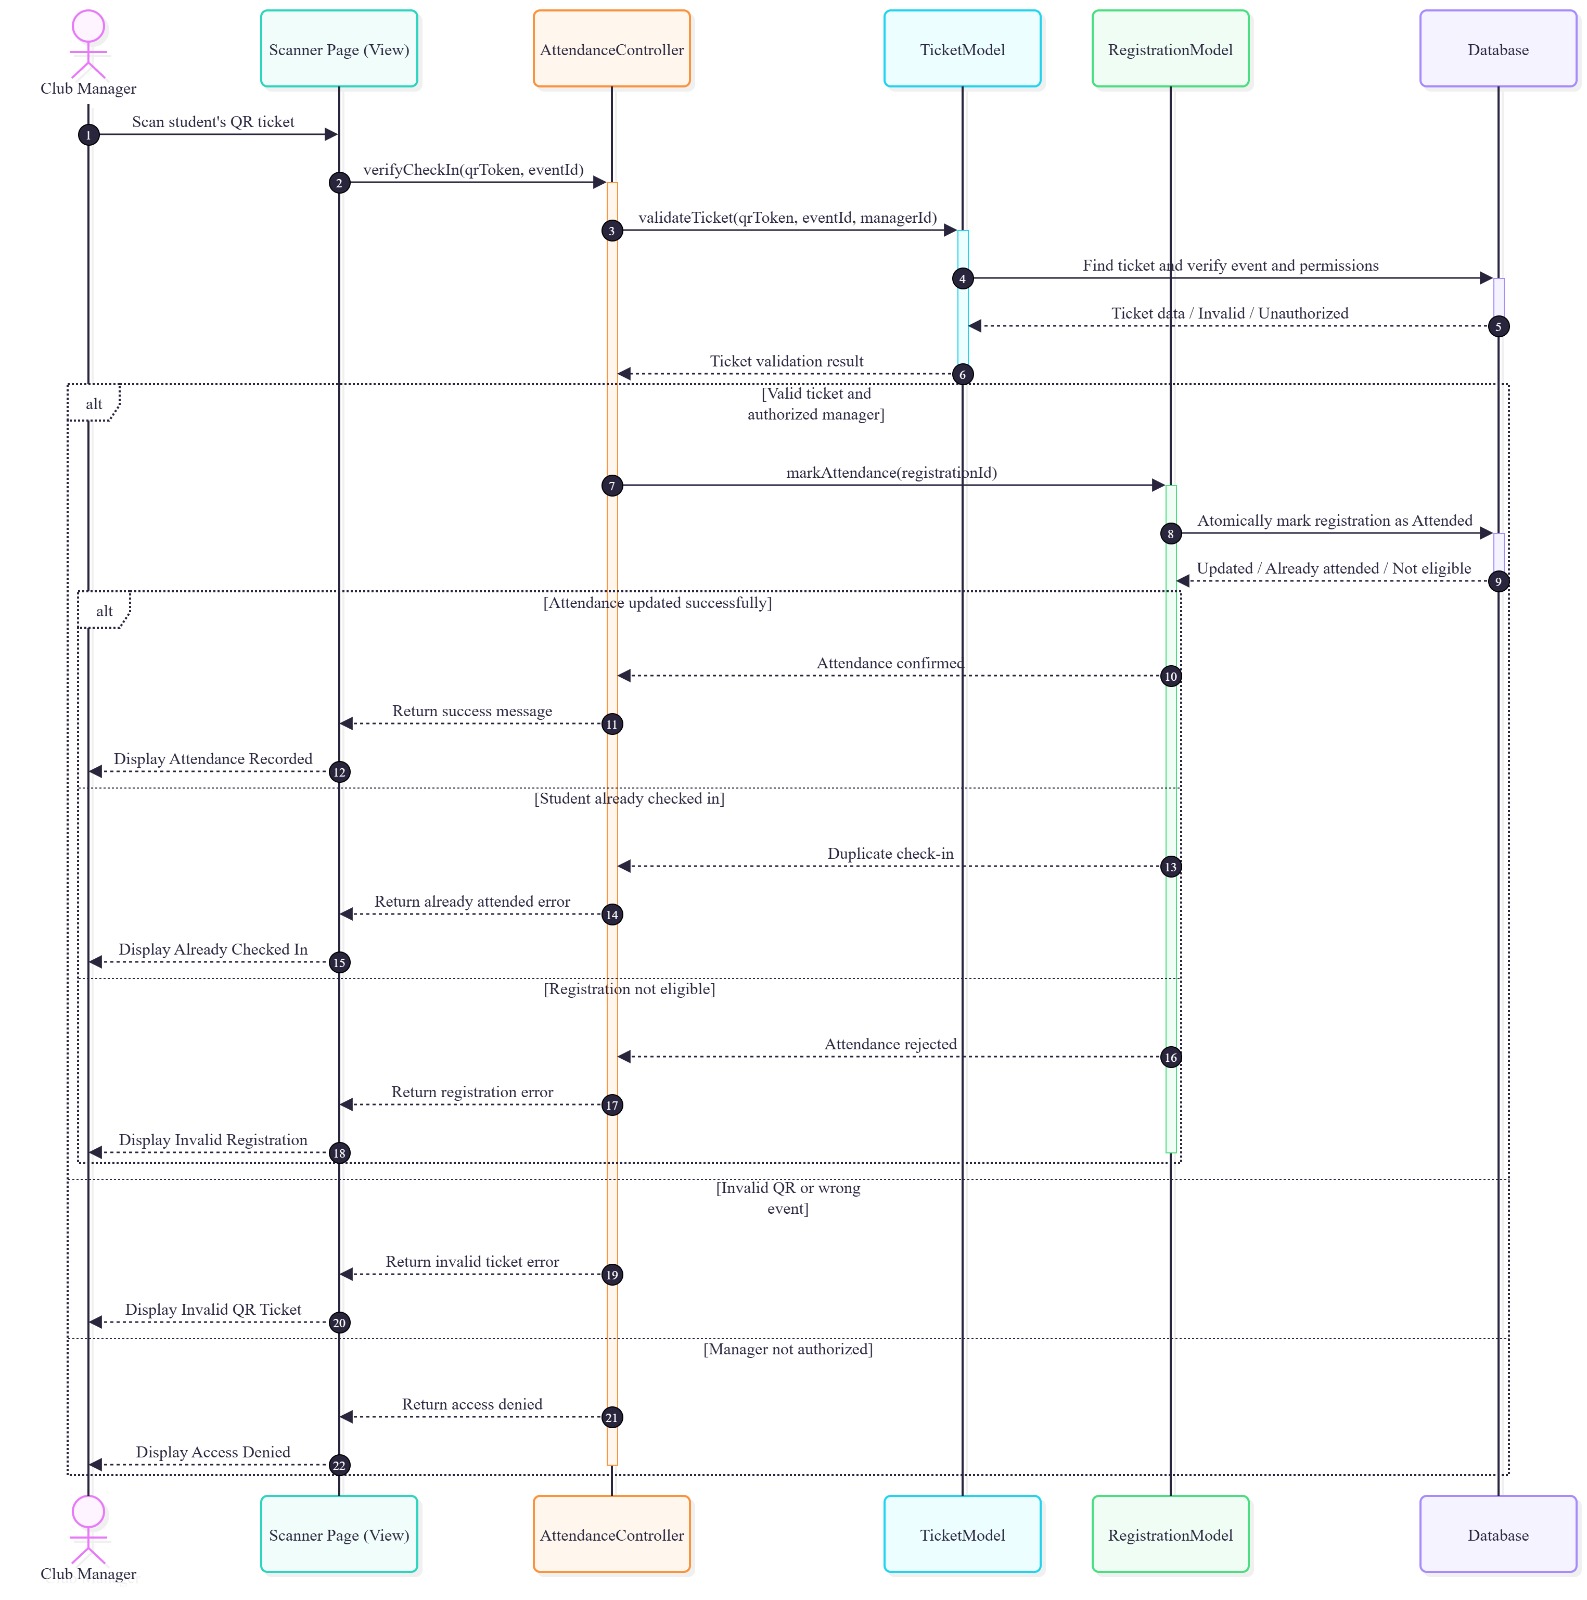 Club Manager
Scanner Page (View)
AttendanceController
TicketModel
RegistrationModel
Database
1
Scan student's QR ticket
2
verifyCheckIn(qrToken, eventId)
3
validateTicket(qrToken, eventId, managerId)
4
Find ticket and verify event and permissions
Ticket data / Invalid / Unauthorized
5
Ticket validation result
6
alt
[Valid ticket and
authorized manager]
7
markAttendance(registrationId)
8
Atomically mark registration as Attended
Updated / Already attended / Not eligible
9
alt
[Attendance updated successfully]
Attendance confirmed
10
Return success message
11
Display Attendance Recorded
12
[Student already checked in]
Duplicate check-in
13
Return already attended error
14
Display Already Checked In
15
[Registration not eligible]
Attendance rejected
16
Return registration error
17
Display Invalid Registration
18
[Invalid QR or wrong
event]
Return invalid ticket error
19
Display Invalid QR Ticket
20
[Manager not authorized]
Return access denied
21
Display Access Denied
22
Club Manager
Scanner Page (View)
AttendanceController
TicketModel
RegistrationModel
Database